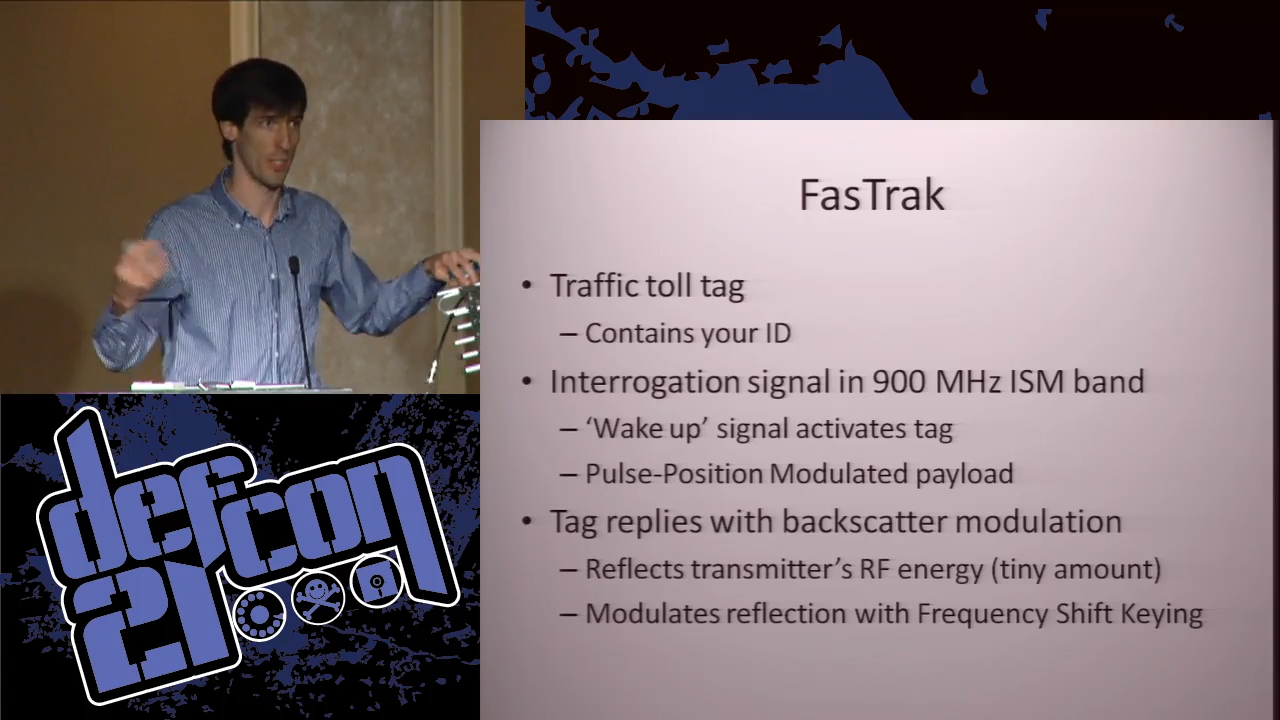 FasTrak
• Traffic toll tag
– Contains your ID
• Interrogation signal in 900 MHz ISM band
– ‘Wake up’ signal activates tag
– Pulse-Position Modulated payload
• Tag replies with backscatter modulation
– Reflects transmitter’s RF energy (tiny amount)
– Modulates reflection with Frequency Shift Keying
defcon
21